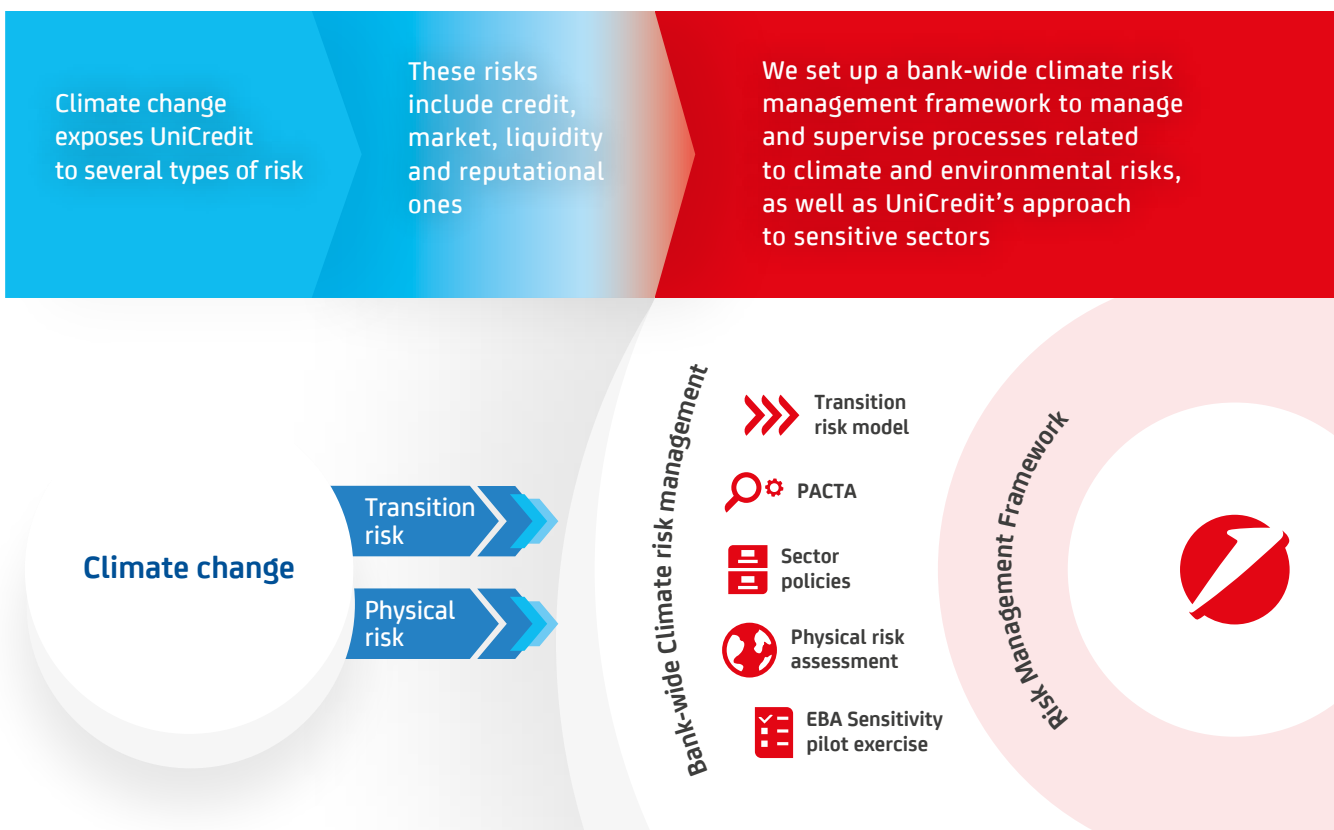 Climate change
exposes UniCredit
to several types of risk
These risks
include credit,
market, liquidity
and reputational
ones
We set up a bank-wide climate risk
management framework to manage
and supervise processes related
to climate and environmental risks,
as well as UniCredit's approach
to sensitive sectors
Climate change
Transition
risk
Physical
risk
Bank-wide Climate risk management
Transition
risk model
PACTA
Sector
policies
Physical risk
assessment
EBA Sensitivity
pilot exercise
Risk Management Framework